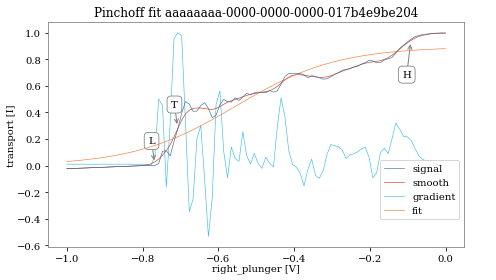 Pinchoff fit aaaaaaaa-0000-0000-0000-017b4e9be204
transport [I]
1.0
0.8
0.6
0.4
0.2
0.0
−0.2
−0.4
−0.6
L
T
H
signal
smooth
gradient
fit
−1.0 −0.8 −0.6 −0.4 −0.2 0.0
right_plunger [V]